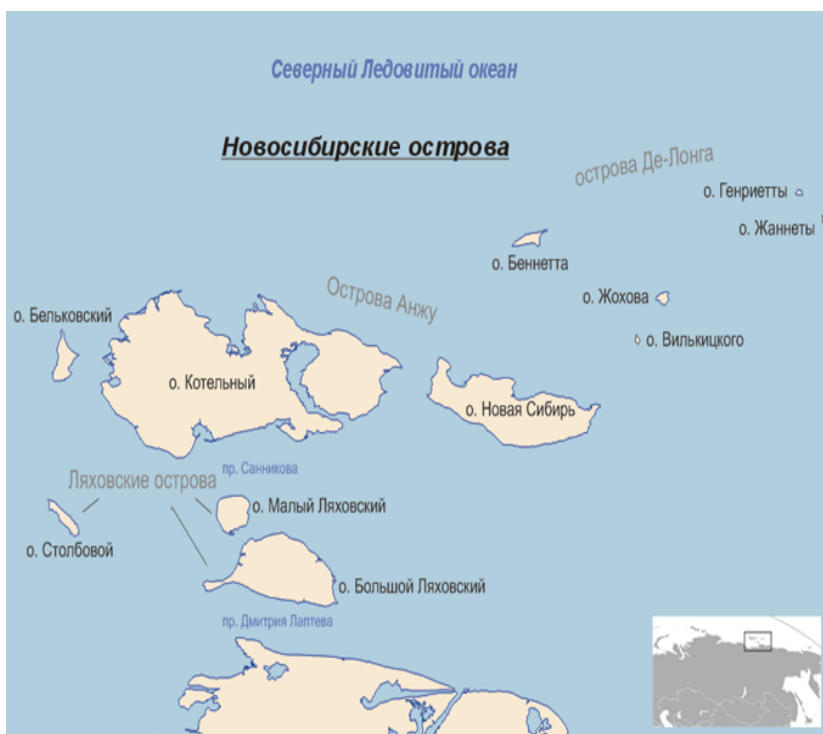 Северный Ледовитый океан
Новосибирские острова
острова Де-Лонга
о. Генриетты
о. Жаннеты
о. Беннетта
Острова Анжу
о. Жохова
о. Бельковский
о. Вилькицкого
о. Котельный
о. Новая Сибирь
пр. Санникова
Ляховские острова
о. Малый Ляховский
о. Столбовой
о. Большой Ляховский
пр. Дмитрия Лаптева